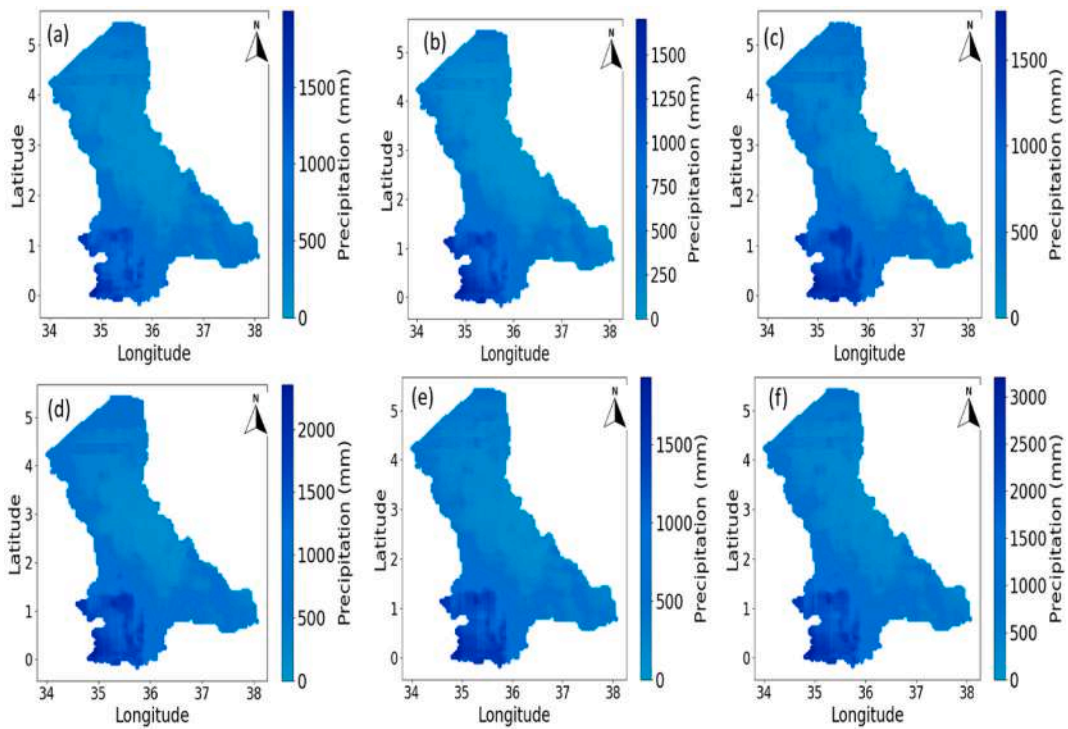 (a)
N
5
4
3
2
1
0
Latitude
34 35 36 37 38
Longitude
1500
1000
500
0
Precipitation (mm)
(b)
N
5
4
3
2
1
0
Latitude
34 35 36 37 38
Longitude
1500
1250
1000
750
500
250
0
Precipitation (mm)
(c)
N
5
4
3
2
1
0
Latitude
34 35 36 37 38
Longitude
1500
1000
500
0
Precipitation (mm)
(d)
N
5
4
3
2
1
0
Latitude
34 35 36 37 38
Longitude
2000
1500
1000
500
0
Precipitation (mm)
(e)
N
5
4
3
2
1
0
Latitude
34 35 36 37 38
Longitude
1500
1000
500
0
Precipitation (mm)
(f)
N
5
4
3
2
1
0
Latitude
34 35 36 37 38
Longitude
3000
2500
2000
1500
1000
500
0
Precipitation (mm)